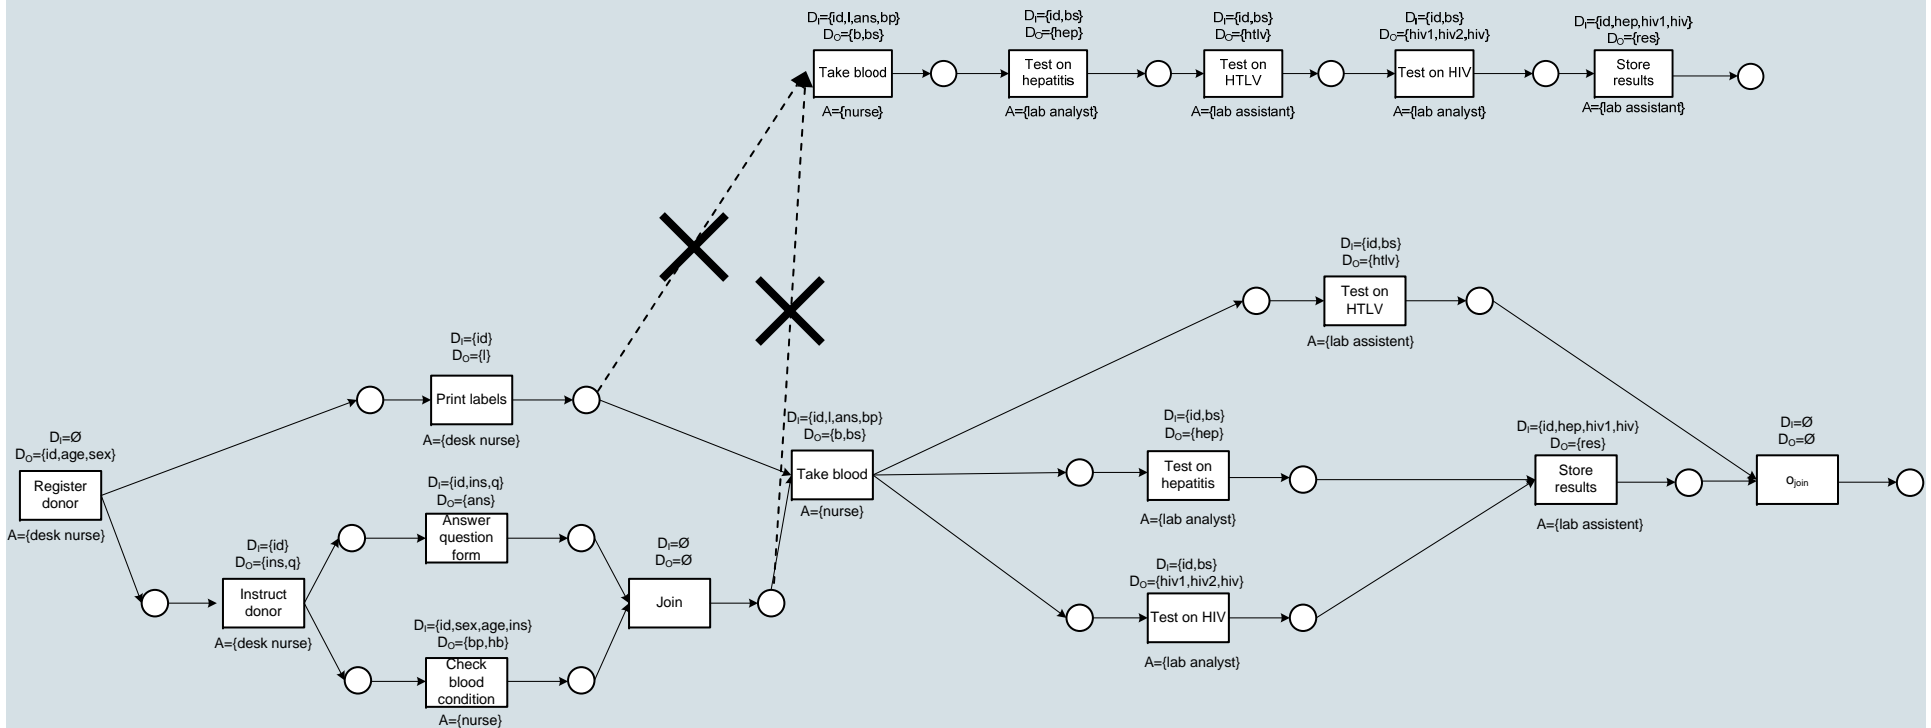 D_I={id,l,ans,bp}
D_O={b,bs}
Take blood
A={nurse}
D_I={id,bs}
D_O={hep}
Test on
hepatitis
A={lab analyst}
D_I={id,bs}
D_O={htlv}
Test on
HTLV
A={lab assistant}
D_I={id,bs}
D_O={hiv1,hiv2,hiv}
Test on HIV
A={lab analyst}
D_I={id,hep,hiv1,hiv}
D_O={res}
Store
results
A={lab assistant}
D_I={id,bs}
D_O={htlv}
Test on
HTLV
A={lab assistent}
D_I={id}
D_O={l}
Print labels
A={desk nurse}
D_I=Ø
D_O={id,age,sex}
Register
donor
A={desk nurse}
D_I={id,ins,q}
D_O={ans}
Answer
question
form
D_I={id}
D_O={ins,q}
Instruct
donor
A={desk nurse}
D_I={id,sex,age,ins}
D_O={bp,hb}
Check
blood
condition
A={nurse}
D_I=Ø
D_O=Ø
Join
D_I={id,l,ans,bp}
D_O={b,bs}
Take blood
A={nurse}
D_I={id,bs}
D_O={hep}
Test on
hepatitis
A={lab analyst}
D_I={id,bs}
D_O={hiv1,hiv2,hiv}
Test on HIV
A={lab analyst}
D_I={id,hep,hiv1,hiv}
D_O={res}
Store
results
A={lab assistent}
D_I=Ø
D_O=Ø
o_join